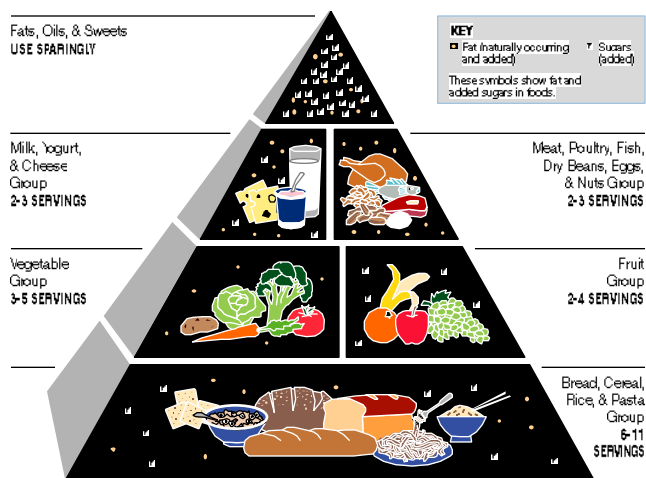 Fats, Oils, & Sweets
USE SPARINGLY
KEY
Fat (naturally occurring
and added)
Sugars
(added)
These symbols show fat and
added sugars in foods.
Milk, Yogurt,
& Cheese
Group
2-3 SERVINGS
Meat, Poultry, Fish,
Dry Beans, Eggs,
& Nuts Group
2-3 SERVINGS
Vegetable
Group
3-5 SERVINGS
Fruit
Group
2-4 SERVINGS
Bread, Cereal,
Rice, & Pasta
Group
6-11
SERVINGS